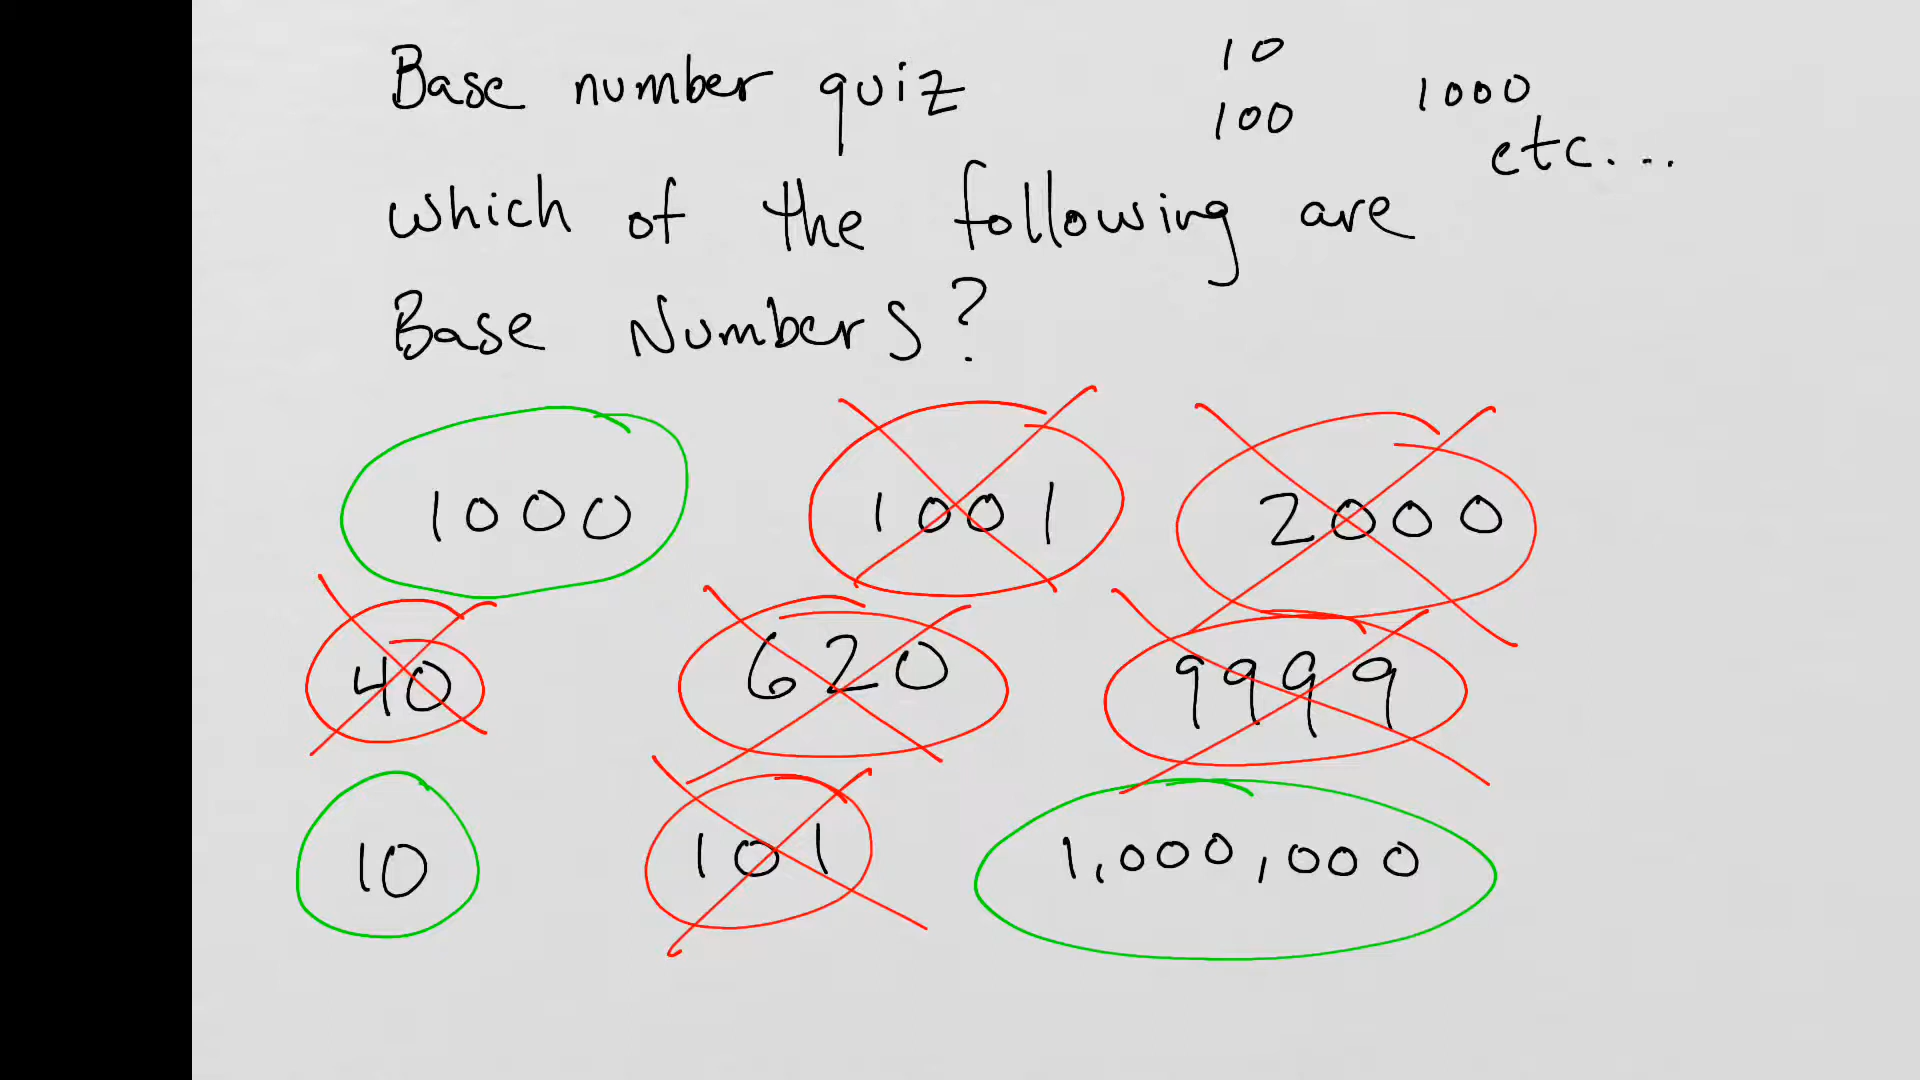 Base number quiz
10
100
1000
etc...
which of the following are
Base Numbers?
1000 1001 2000
40 620 9999
10 101 1,000,000